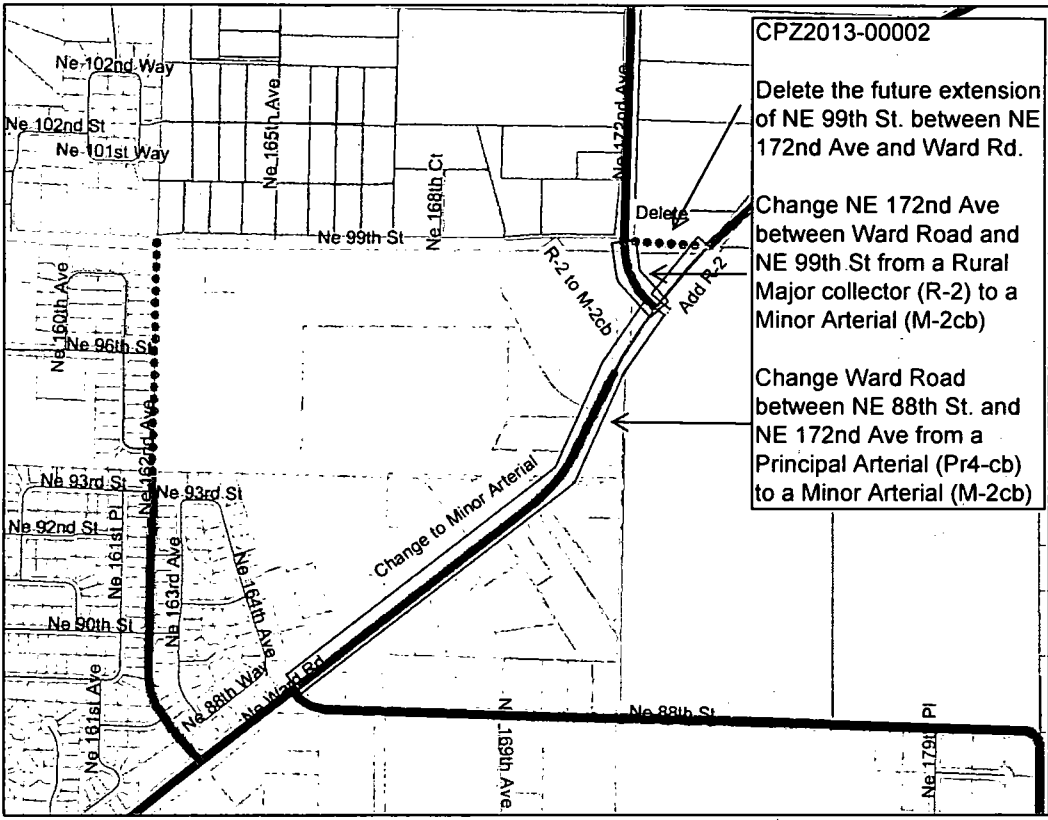 CPZ2013-00002
Delete the future extension
of NE 99th St. between NE
172nd Ave and Ward Rd.
Change NE 172nd Ave
between Ward Road and
NE 99th St from a Rural
Major collector (R-2) to a
Minor Arterial (M-2cb)
Change Ward Road
between NE 88th St. and
NE 172nd Ave from a
Principal Arterial (Pr4-cb)
to a Minor Arterial (M-2cb)
Ne 102nd Way
Ne 102nd St
Ne 101st Way
Ne 165th Ave
Ne 168th Ct
Ne 172nd Ave
Delete
Ne 99th St
R-2 to M-2cb
Add R-2
Ne 160th Ave
Ne 96th St
Ne 162nd Ave
Ne 93rd St
Ne 93rd St
Ne 92nd St
Ne 161st Pl
Ne 163rd Ave
Ne 164th Ave
Change to Minor Arterial
Ne 90th St
Ne 161st Ave
Ne 88th Way
Ne Ward Rd
Ne 88th St
N 169th Ave
Ne 179t Pl